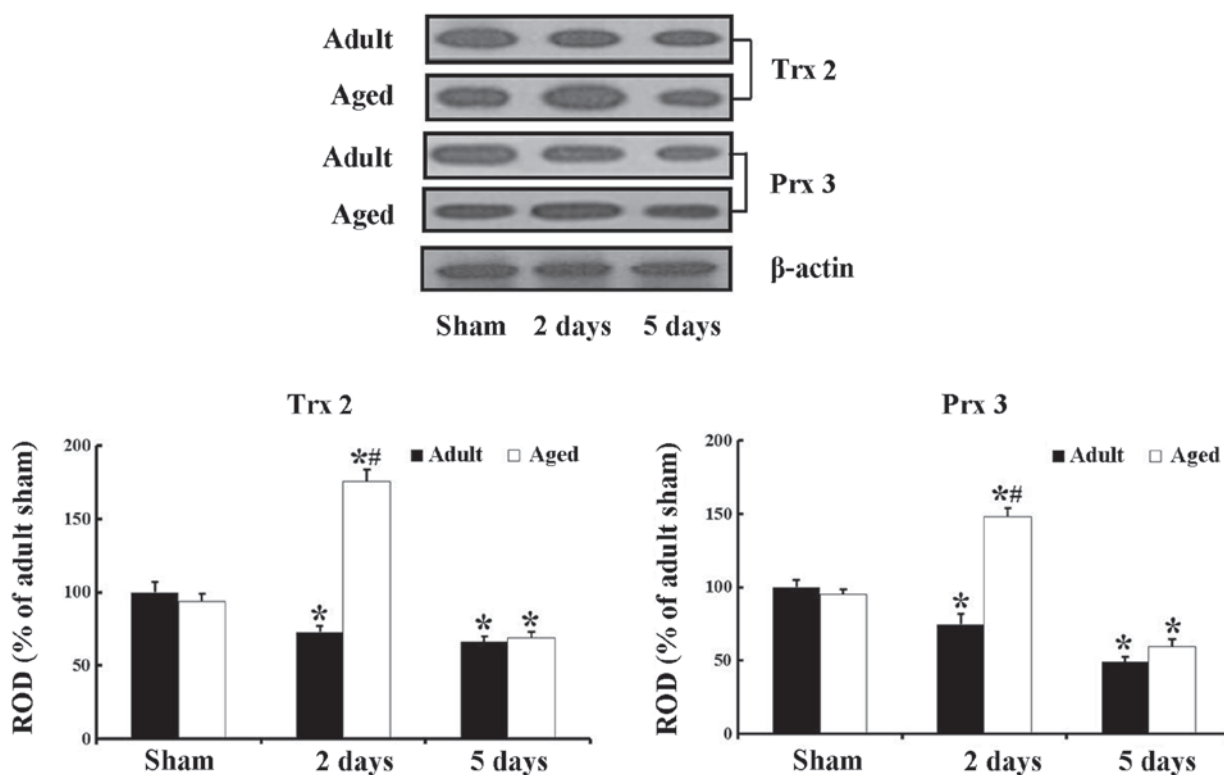 Adult
Trx 2
Aged
Adult
Prx 3
Aged
β-actin
Sham 2 days 5 days
Trx 2
ROD (% of adult sham)
200
150
100
50
0
Adult Aged
*#
*
*
*
Sham 2 days 5 days
Prx 3
ROD (% of adult sham)
200
150
100
50
0
Adult Aged
*#
*
*
*
Sham 2 days 5 days